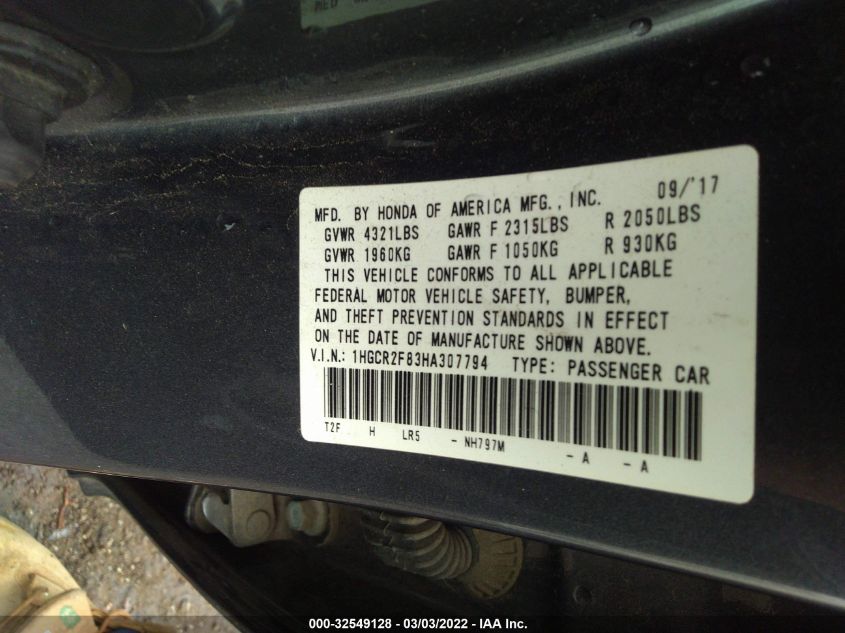 MED
09/'17
MFD. BY HONDA OF AMERICA MFG., INC.
GVWR 4321LBS GAWR F 2315LBS R 2050LBS
GVWR 1960KG GAWR F 1050KG R 930KG
THIS VEHICLE CONFORMS TO ALL APPLICABLE
FEDERAL MOTOR VEHICLE SAFETY, BUMPER,
AND THEFT PREVENTION STANDARDS IN EFFECT
ON THE DATE OF MANUFACTURE SHOWN ABOVE.
V.I.N.: 1HGCR2F83HA307794 TYPE: PASSENGER CAR
T2F H LR5 - NH797M - A - A
000-32549128 - 03/03/2022 - IAA Inc.